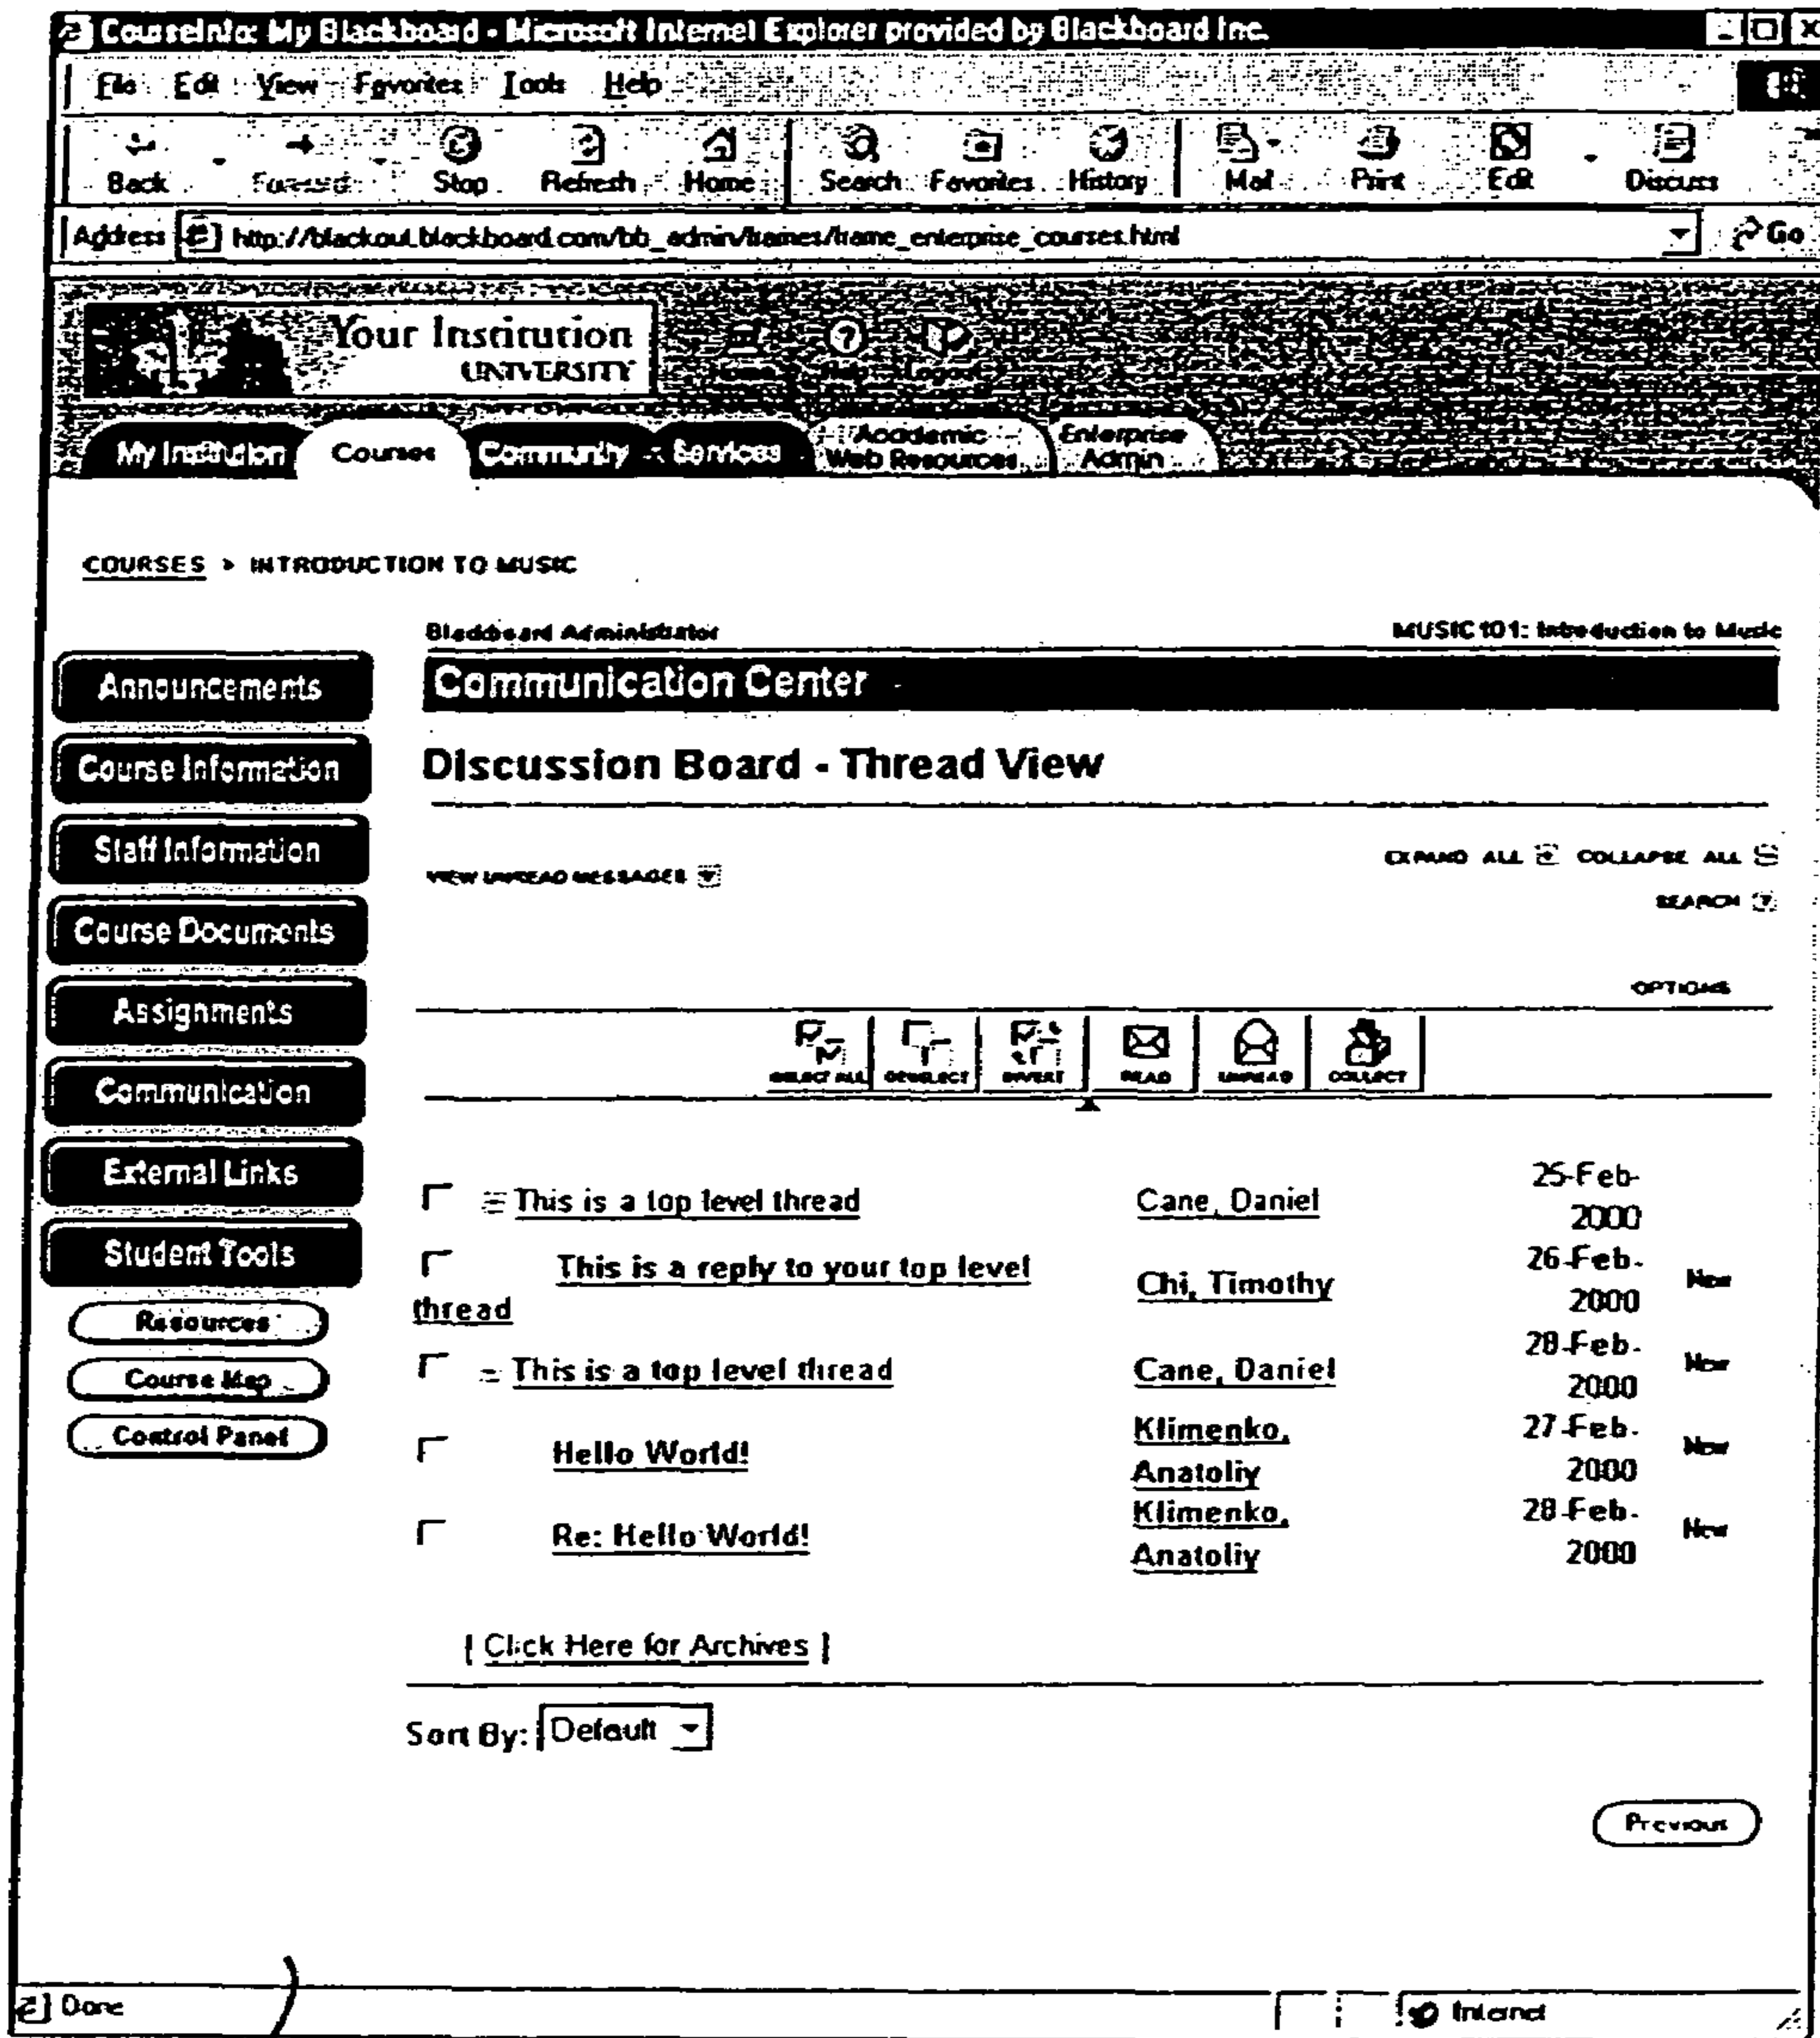 CourseInfo: My Blackboard - Microsoft Internet Explorer provided by Blackboard Inc.
File Edit View Favorites Tools Help
Back Forward Stop Refresh Home Search Favorites History Mail Print Edit Discuss
Address http://blackout.blackboard.com/bb_admin/frames/frame_enterprise_courses.html Go
Your Institution
UNIVERSITY
Home Help Logout
My Institution Courses Community Services Academic Web Resources Enterprise Admin
COURSES > INTRODUCTION TO MUSIC
Blackboard Administrator MUSIC101: Introduction to Music
Communication Center
Discussion Board - Thread View
VIEW UNREAD MESSAGES
EXPAND ALL COLLAPSE ALL
SEARCH ?
OPTIONS
SELECT ALL DESELECT INVERT READ UNREAD COLLECT
Announcements
Course Information
Staff Information
Course Documents
Assignments
Communication
External Links
Student Tools
Resources
Course Map
Control Panel
This is a top level thread Cane, Daniel 25-Feb-2000
This is a reply to your top level thread Chi, Timothy 26-Feb-2000 New
This is a top level thread Cane, Daniel 28-Feb-2000 New
Hello World! Klimenko, Anatoliy 27-Feb-2000 New
Re: Hello World! Klimenko, Anatoliy 28-Feb-2000 New
[ Click Here for Archives ]
Sort By: Default
Previous
Done Internet